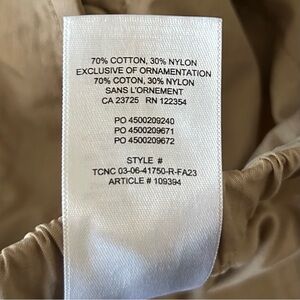 70% COTTON, 30% NYLON
EXCLUSIVE OF ORNAMENTATION
70% COTON, 30% NYLON
SANS L'ORNEMENT
CA 23725 RN 122354
PO 4500209240
PO 4500209671
PO 4500209672
STYLE #
TCNC 03-06-41750-R-FA23
ARTICLE # 109394